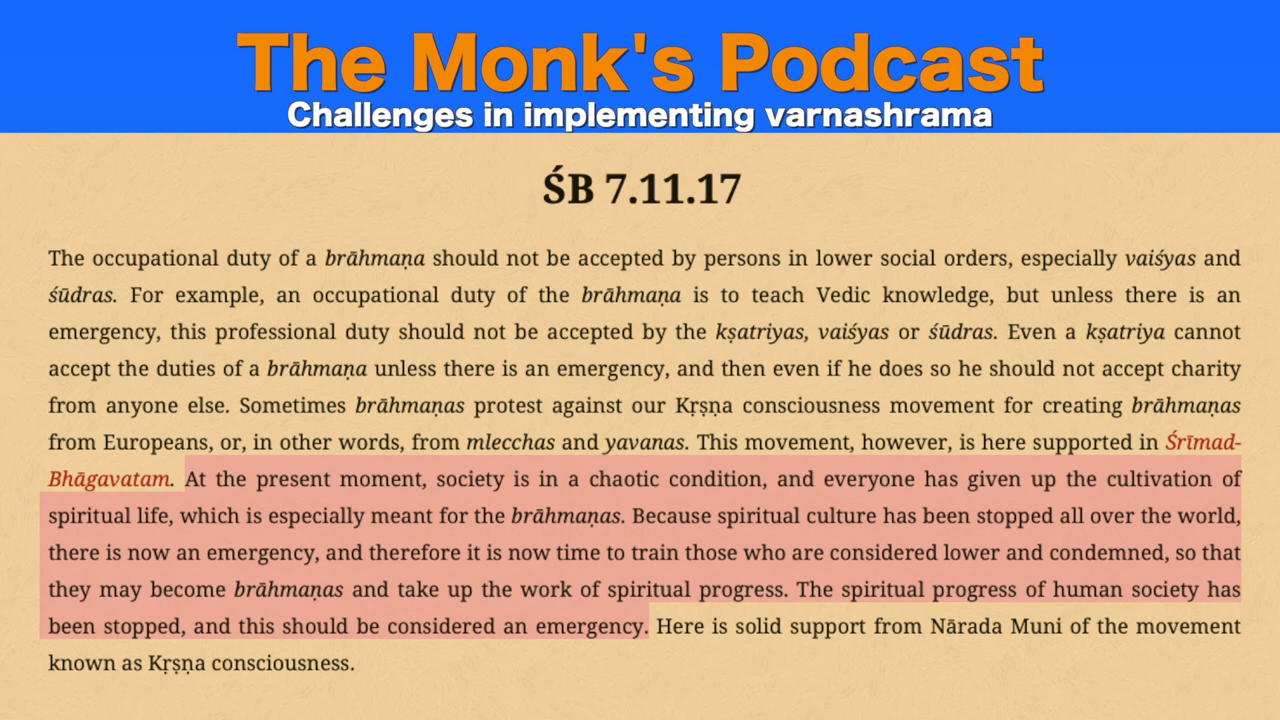 The Monk's Podcast
Challenges in implementing varnashrama
ŚB 7.11.17
The occupational duty of a brāhmaṇa should not be accepted by persons in lower social orders, especially vaiśyas and
śūdras. For example, an occupational duty of the brāhmaṇa is to teach Vedic knowledge, but unless there is an
emergency, this professional duty should not be accepted by the kṣatriyas, vaiśyas or śūdras. Even a kṣatriya cannot
accept the duties of a brāhmaṇa unless there is an emergency, and then even if he does so he should not accept charity
from anyone else. Sometimes brāhmaṇas protest against our Kṛṣṇa consciousness movement for creating brāhmaṇas
from Europeans, or, in other words, from mlecchas and yavanas. This movement, however, is here supported in Śrīmad-
Bhāgavatam. At the present moment, society is in a chaotic condition, and everyone has given up the cultivation of
spiritual life, which is especially meant for the brāhmaṇas. Because spiritual culture has been stopped all over the world,
there is now an emergency, and therefore it is now time to train those who are considered lower and condemned, so that
they may become brāhmaṇas and take up the work of spiritual progress. The spiritual progress of human society has
been stopped, and this should be considered an emergency. Here is solid support from Nārada Muni of the movement
known as Kṛṣṇa consciousness.